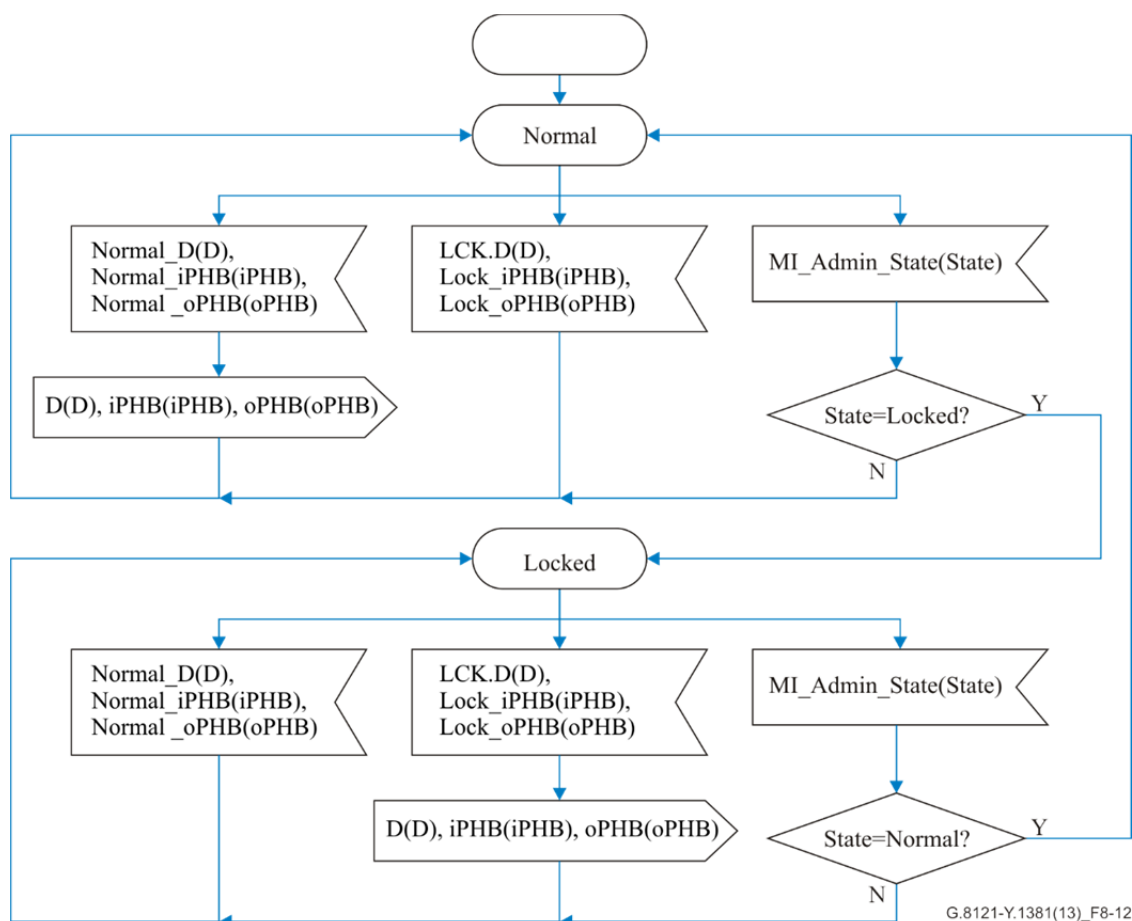 Normal
Normal_D(D),
Normal_iPHB(iPHB),
Normal _oPHB(oPHB)
LCK.D(D),
Lock_iPHB(iPHB),
Lock_oPHB(oPHB)
MI_Admin_State(State)
D(D), iPHB(iPHB), oPHB(oPHB)
State=Locked?
Y
N
Locked
Normal_D(D),
Normal_iPHB(iPHB),
Normal _oPHB(oPHB)
LCK.D(D),
Lock_iPHB(iPHB),
Lock_oPHB(oPHB)
MI_Admin_State(State)
D(D), iPHB(iPHB), oPHB(oPHB)
State=Normal?
Y
N
G.8121-Y.1381(13)_F8-12